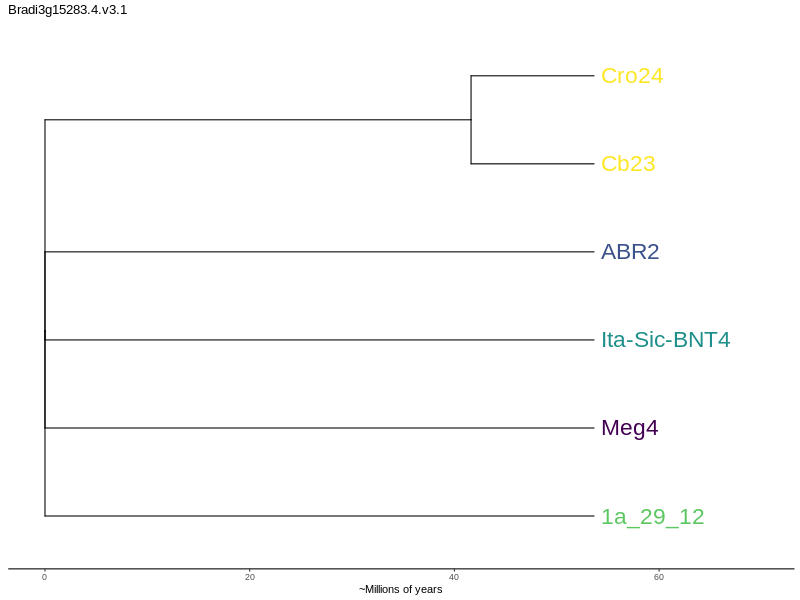 Bradi3g15283.4.v3.1
Cro24
Cb23
ABR2
Ita-Sic-BNT4
Meg4
1a_29_12
0 20 40 60
~Millions of years